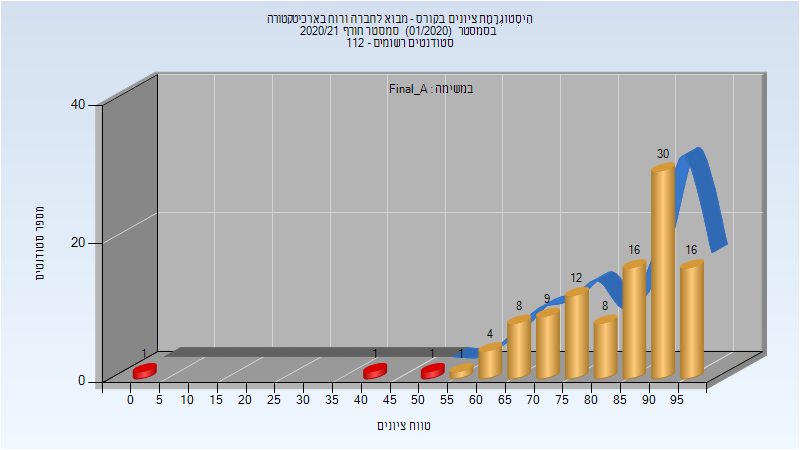 הִיסְטוֹגְרָמַת ציונים בקורס - מבוא לחברה ורוח בארכיטקטורה
בסמסטר (01/2020) סמסטר חורף 2020/21
סטודנטים רשומים - 112
במשימה : Final_A
מספר סטודנטים
40
20
0
1 1 1 1 4 8 9 12 8 16 30 16
0 5 10 15 20 25 30 35 40 45 50 55 60 65 70 75 80 85 90 95
טווח ציונים